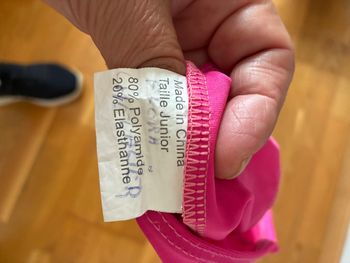 Made in China
Taille Junior
80% Polyamide
20% Elasthanne